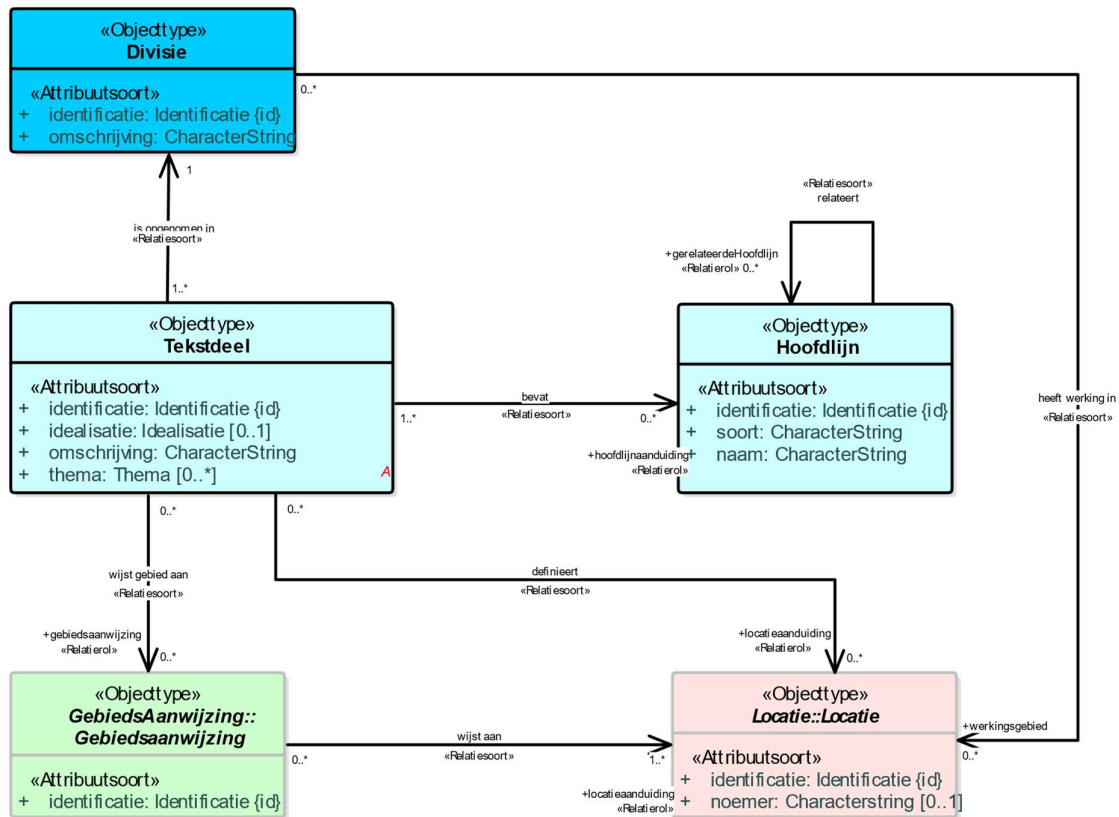 «Objecttype»
Divisie
«Attribuutsoort»
+ identificatie: Identificatie {id}
+ omschrijving: CharacterString
0..*
1
is opgenomen in
«Relatiesoort»
1..*
«Relatiesoort»
relateert
+gerelateerdeHoofdlijn
«Relatierol» 0..*
heeft werking in
«Relatiesoort»
«Objecttype»
Tekstdeel
«Attribuutsoort»
+ identificatie: Identificatie {id}
+ idealisatie: Idealisatie [0..1]
+ omschrijving: CharacterString
+ thema: Thema [0..*]
A
bevat
1..* «Relatiesoort» 0..*
+hoofdlijnaanduiding
«Relatierol»
«Objecttype»
Hoofdlijn
«Attribuutsoort»
+ identificatie: Identificatie {id}
+ soort: CharacterString
+ naam: CharacterString
0..*
0..*
wijst gebied aan
«Relatiesoort»
definieert
«Relatiesoort»
+gebiedsaanwijzing
«Relatierol»
0..*
+locatieaanduiding
«Relatierol»
0..*
«Objecttype»
GebiedsAanwijzing::
Gebiedsaanwijzing
«Attribuutsoort»
+ identificatie: Identificatie {id}
wijst aan
0..* «Relatiesoort» 1..*
+locatieaanduiding
«Relatierol»
«Objecttype»
Locatie::Locatie
«Attribuutsoort»
+ identificatie: Identificatie {id}
+ noemer: Characterstring [0..1]
+werkingsgebied
0..*